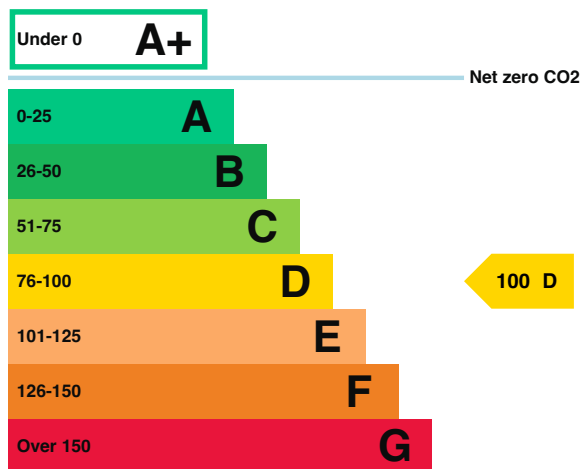 Under 0 A+
Net zero CO2
0-25 A
26-50 B
51-75 C
76-100 D
100 D
101-125 E
126-150 F
Over 150 G